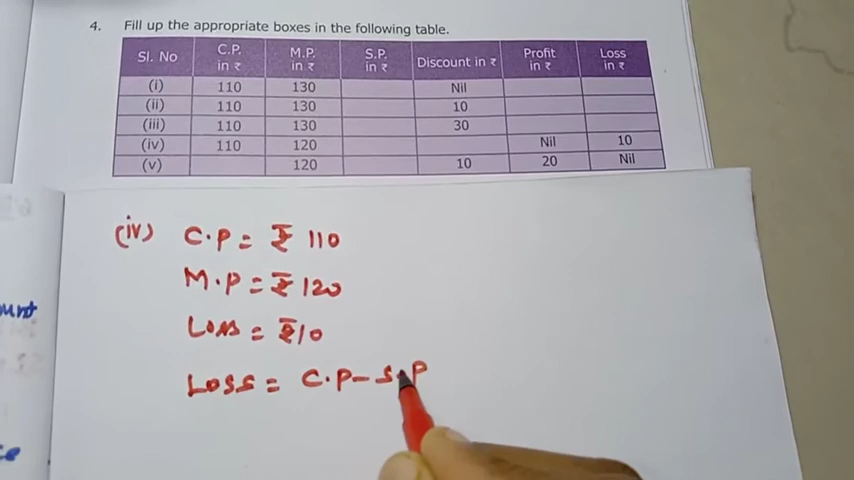 4. Fill up the appropriate boxes in the following table.
Sl. No C.P. in ₹ M.P. in ₹ S.P. in ₹ Discount in ₹ Profit in ₹ Loss in ₹
(i) 110 130 Nil
(ii) 110 130 10
(iii) 110 130 30
(iv) 110 120 Nil 10
(v) 120 10 20 Nil
(iv) C.P = ₹ 110
M.P = ₹ 120
Loss = ₹10
Loss = C.P - S.P